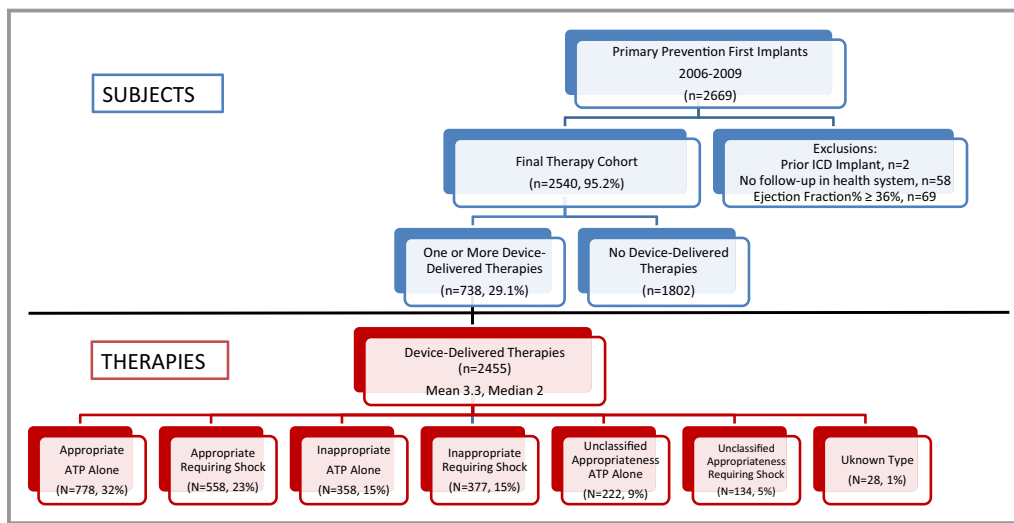 SUBJECTS
Primary Prevention First Implants
2006-2009
(n=2669)
Final Therapy Cohort
(n=2540, 95.2%)
Exclusions:
Prior ICD Implant, n=2
No follow-up in health system, n=58
Ejection Fraction% ≥ 36%, n=69
One or More Device-
Delivered Therapies
(n=738, 29.1%)
No Device-Delivered
Therapies
(n=1802)
THERAPIES
Device-Delivered Therapies
(n=2455)
Mean 3.3, Median 2
Appropriate
ATP Alone
(N=778, 32%)
Appropriate
Requiring Shock
(N=558, 23%)
Inappropriate
ATP Alone
(N=358, 15%)
Inappropriate
Requiring Shock
(N=377, 15%)
Unclassified
Appropriateness
ATP Alone
(N=222, 9%)
Unclassified
Appropriateness
Requiring Shock
(N=134, 5%)
Uknown Type
(N=28, 1%)